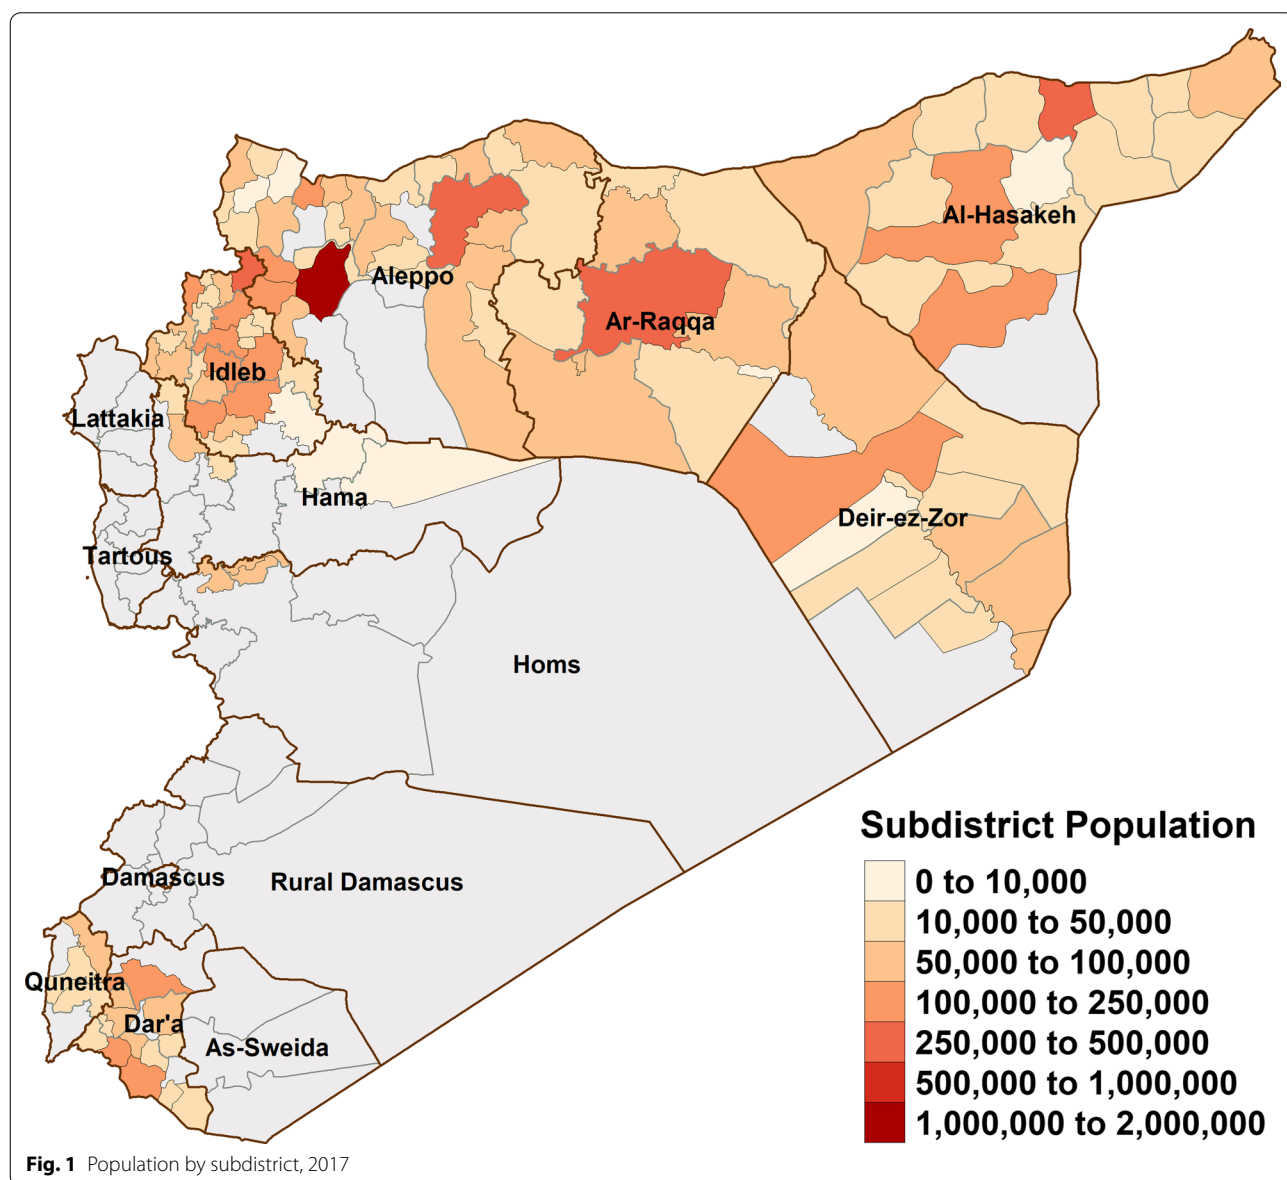 Al-Hasakeh
Aleppo
Ar-Raqqa
Idleb
Lattakia
Hama
Deir-ez-Zor
Tartous
Homs
Subdistrict Population
0 to 10,000
10,000 to 50,000
50,000 to 100,000
100,000 to 250,000
250,000 to 500,000
500,000 to 1,000,000
1,000,000 to 2,000,000
Damascus
Rural Damascus
Quneitra
Dar'a
As-Sweida
Fig. 1 Population by subdistrict, 2017